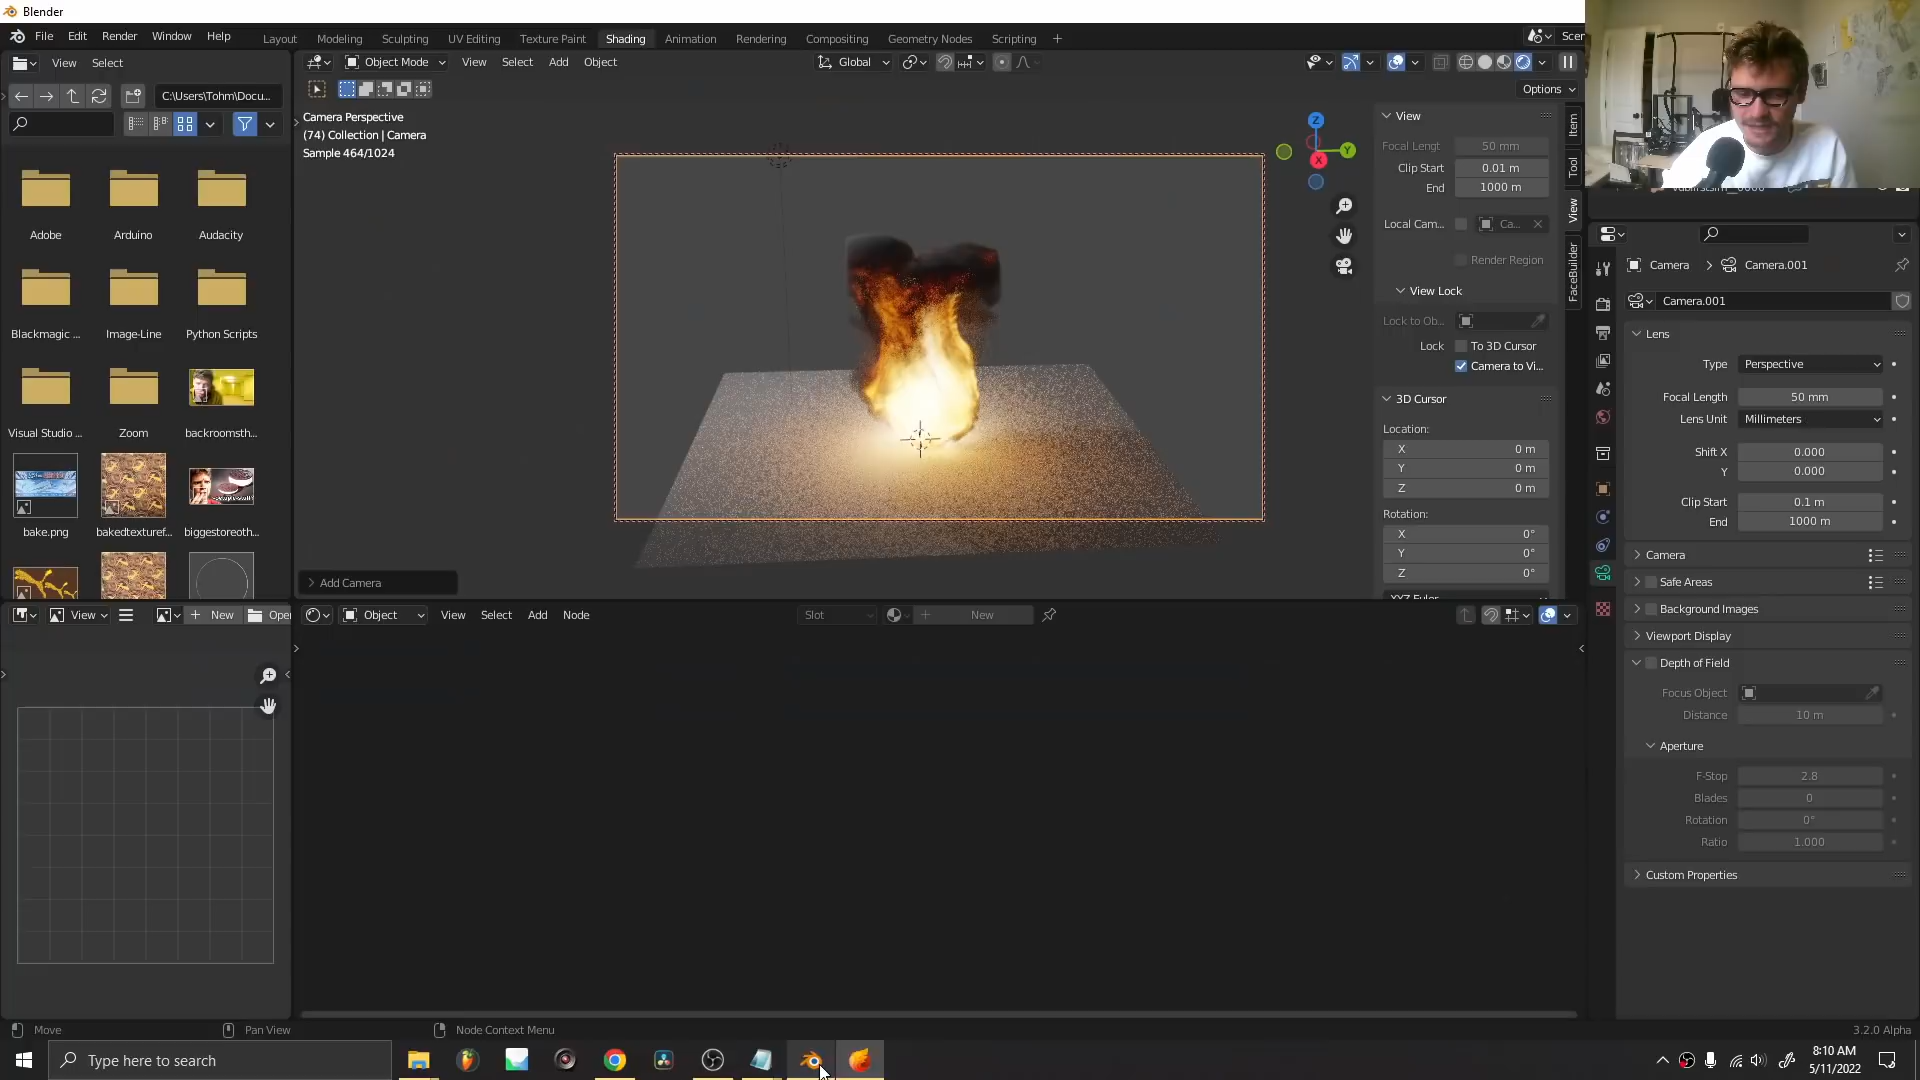 Blender
File Edit Render Window Help
Layout Modeling Sculpting UV Editing Texture Paint Shading Animation Rendering Compositing Geometry Nodes Scripting +
Scer
View Select
Object Mode View Select Add Object
Global
C:\Users\Tohm\Docu...
Options
Camera Perspective
(74) Collection | Camera
Sample 464/1024
Adobe Arduino Audacity
Blackmagic ... Image-Line Python Scripts
Visual Studio ... Zoom backroomsth...
bake.png bakedtexturef... biggestoreoth...
Z
Y
X
View
Focal Lengt 50 mm
Clip Start 0.01 m
End 1000 m
Local Cam... Ca...
Render Region
View Lock
Lock to Ob...
Lock To 3D Cursor
Camera to Vi...
3D Cursor
Location:
X 0 m
Y 0 m
Z 0 m
Rotation:
X 0°
Y 0°
Z 0°
XYZ Euler
Item
Tool
View
FaceBuilder
Add Camera
Camera Camera.001
Camera.001
Lens
Type Perspective
Focal Length 50 mm
Lens Unit Millimeters
Shift X 0.000
Y 0.000
Clip Start 0.1 m
End 1000 m
Camera
Safe Areas
Background Images
Viewport Display
Depth of Field
Focus Object
Distance 10 m
Aperture
F-Stop 2.8
Blades 0
Rotation 0°
Ratio 1.000
Custom Properties
View New Ope
Object View Select Add Node
Slot New
Move Pan View Node Context Menu
3.2.0 Alpha
Type here to search
8:10 AM
5/11/2022